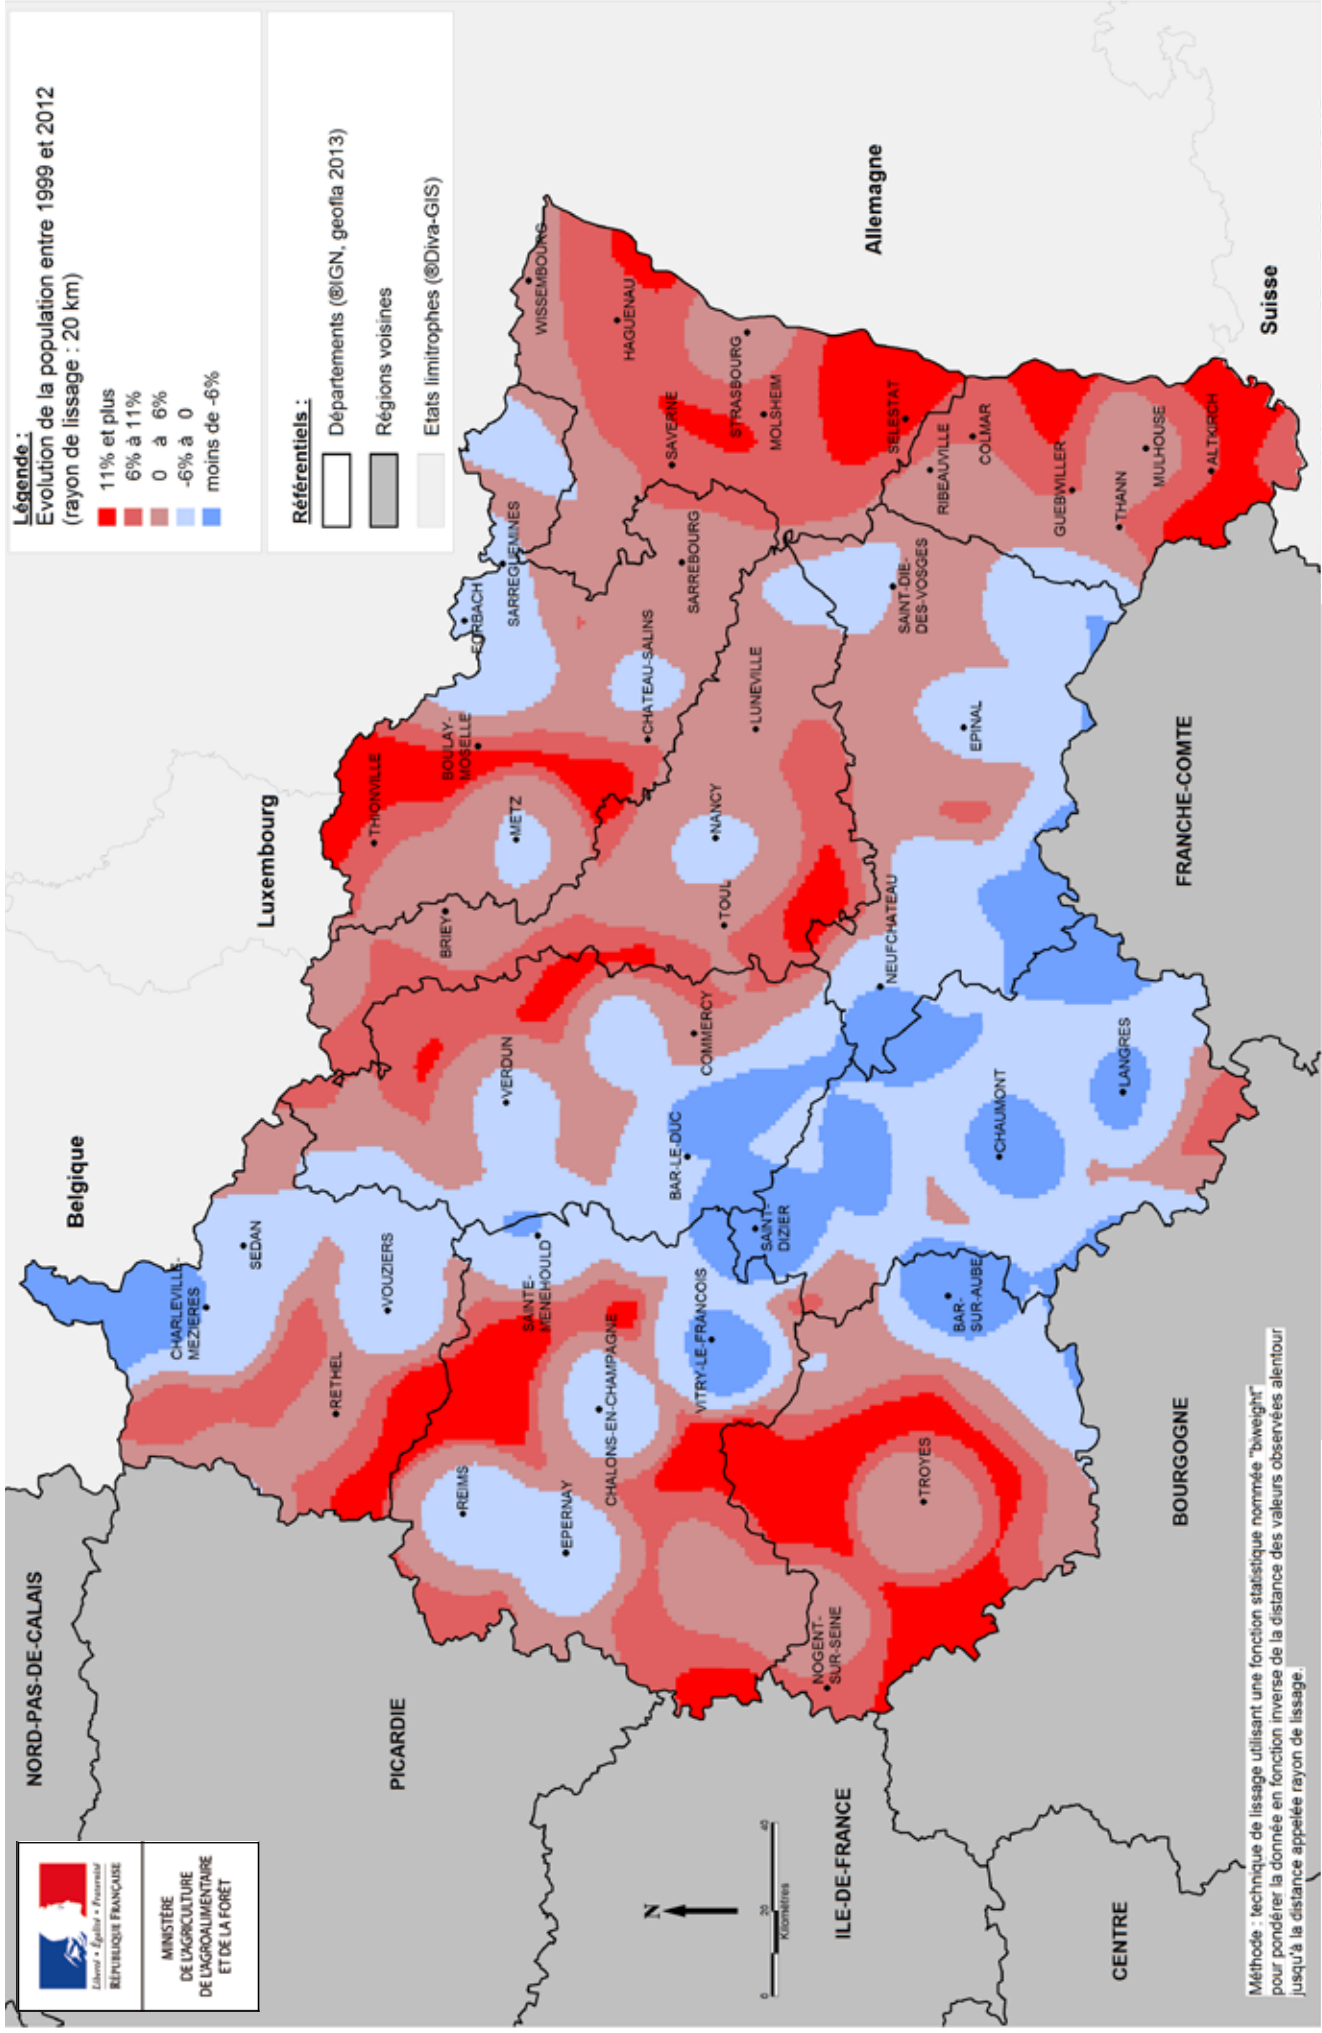 Liberté • Égalité • Fraternité
RÉPUBLIQUE FRANÇAISE
MINISTÈRE
DE L'AGRICULTURE
DE L'AGROALIMENTAIRE
ET DE LA FORÊT
Légende :
Evolution de la population entre 1999 et 2012
(rayon de lissage : 20 km)
11% et plus
6% à 11%
0 à 6%
-6% à 0
moins de -6%
Référentiels :
Départements (®IGN, geofla 2013)
Régions voisines
Etats limitrophes (®Diva-GIS)
NORD-PAS-DE-CALAIS
Belgique
Luxembourg
Allemagne
Suisse
PICARDIE
ILE-DE-FRANCE
CENTRE
BOURGOGNE
FRANCHE-COMTE
CHARLEVILLE-
MEZIERES
SEDAN
RETHEL
VOUZIERS
REIMS
EPERNAY
CHALONS-EN-CHAMPAGNE
SAINTE-
MENEHOULD
VITRY-LE-FRANCOIS
NOGENT-
SUR-SEINE
TROYES
BAR-
SUR-AUBE
SAINT-
DIZIER
CHAUMONT
LANGRES
BAR-LE-DUC
VERDUN
COMMERCY
BRIEY
TOUL
NANCY
LUNEVILLE
THIONVILLE
BOULAY-
MOSELLE
METZ
CHATEAU-SALINS
FORBACH
SARREGUEMINES
SARREBOURG
NEUFCHATEAU
EPINAL
SAINT-DIE-
DES-VOSGES
WISSEMBOURG
HAGUENAU
SAVERNE
STRASBOURG
MOLSHEIM
SELESTAT
RIBEAUVILLE
COLMAR
GUEBWILLER
THANN
MULHOUSE
ALTKIRCH
N
0 20 40
Kilomètres
Méthode : technique de lissage utilisant une fonction statistique nommée "biweight"
pour pondérer la donnée en fonction inverse de la distance des valeurs observées alentour
jusqu'à la distance appelée rayon de lissage.